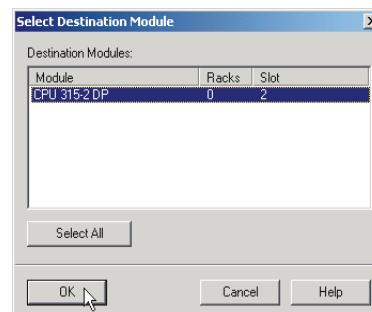 Select Destination Module
Destination Modules:
Module Racks Slot
CPU 315-2 DP 0 2
Select All
OK Cancel Help